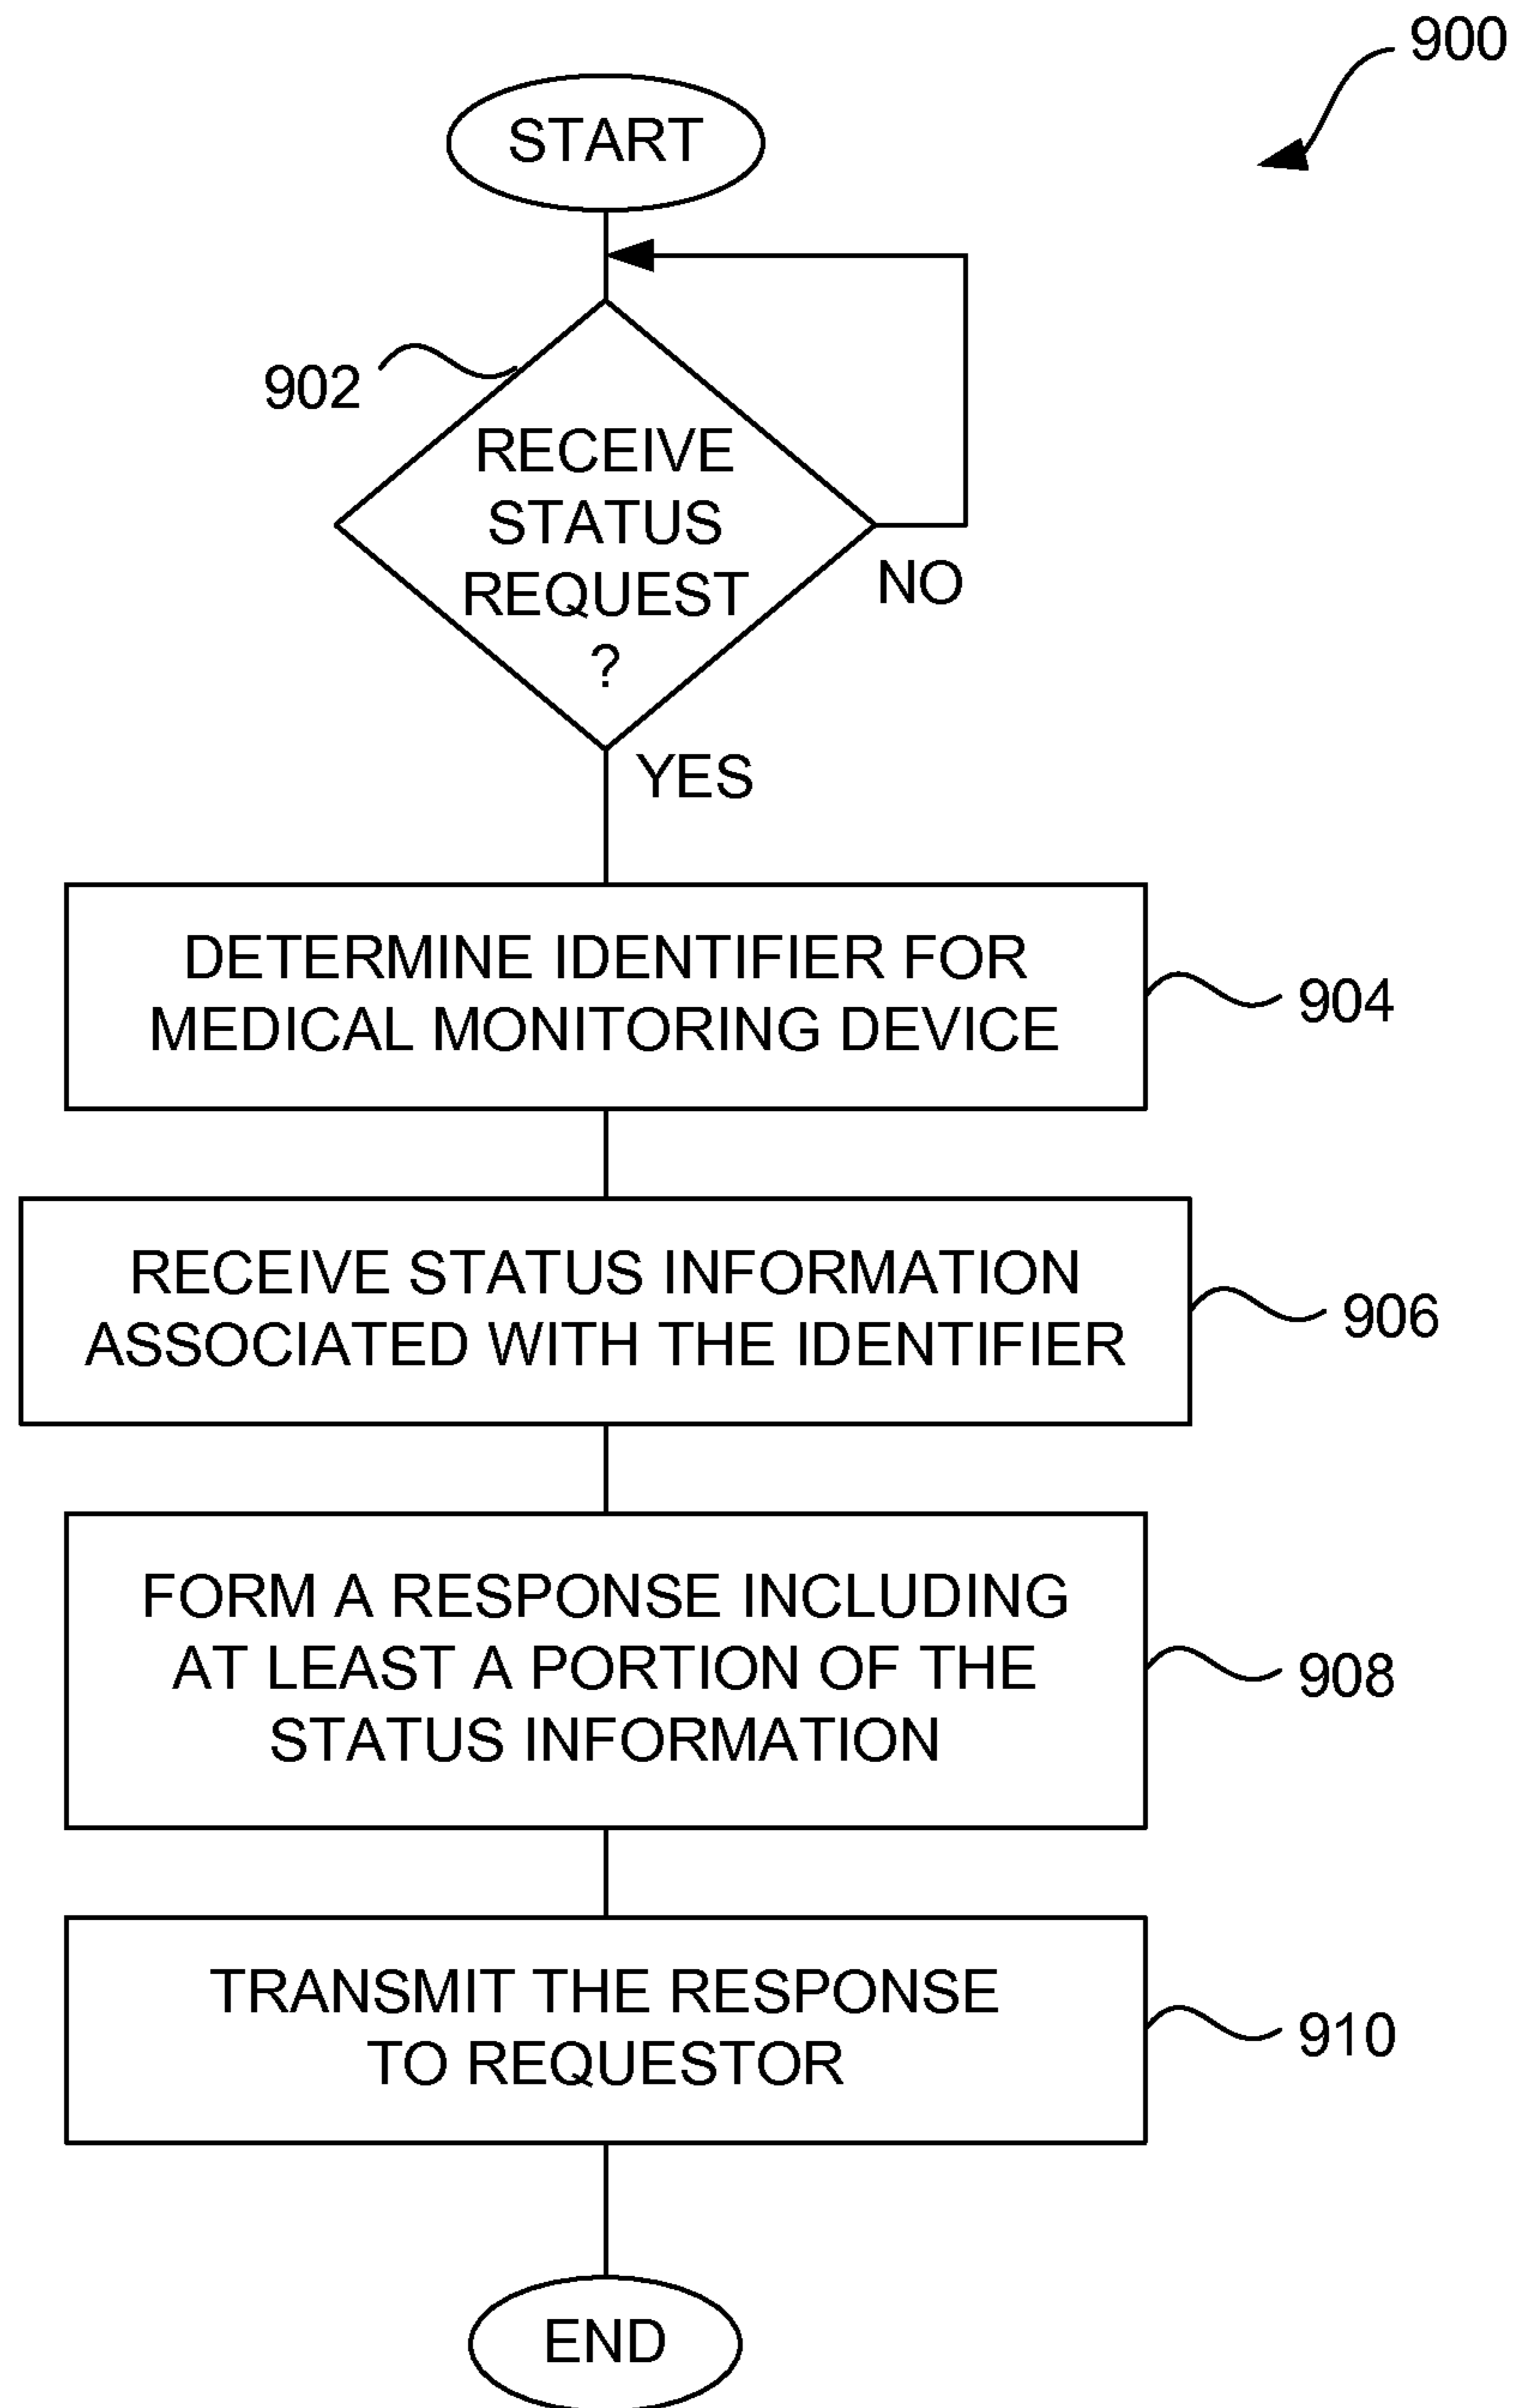 900
START
902
RECEIVE
STATUS
REQUEST
?
NO
YES
DETERMINE IDENTIFIER FOR
MEDICAL MONITORING DEVICE
904
RECEIVE STATUS INFORMATION
ASSOCIATED WITH THE IDENTIFIER
906
FORM A RESPONSE INCLUDING
AT LEAST A PORTION OF THE
STATUS INFORMATION
908
TRANSMIT THE RESPONSE
TO REQUESTOR
910
END